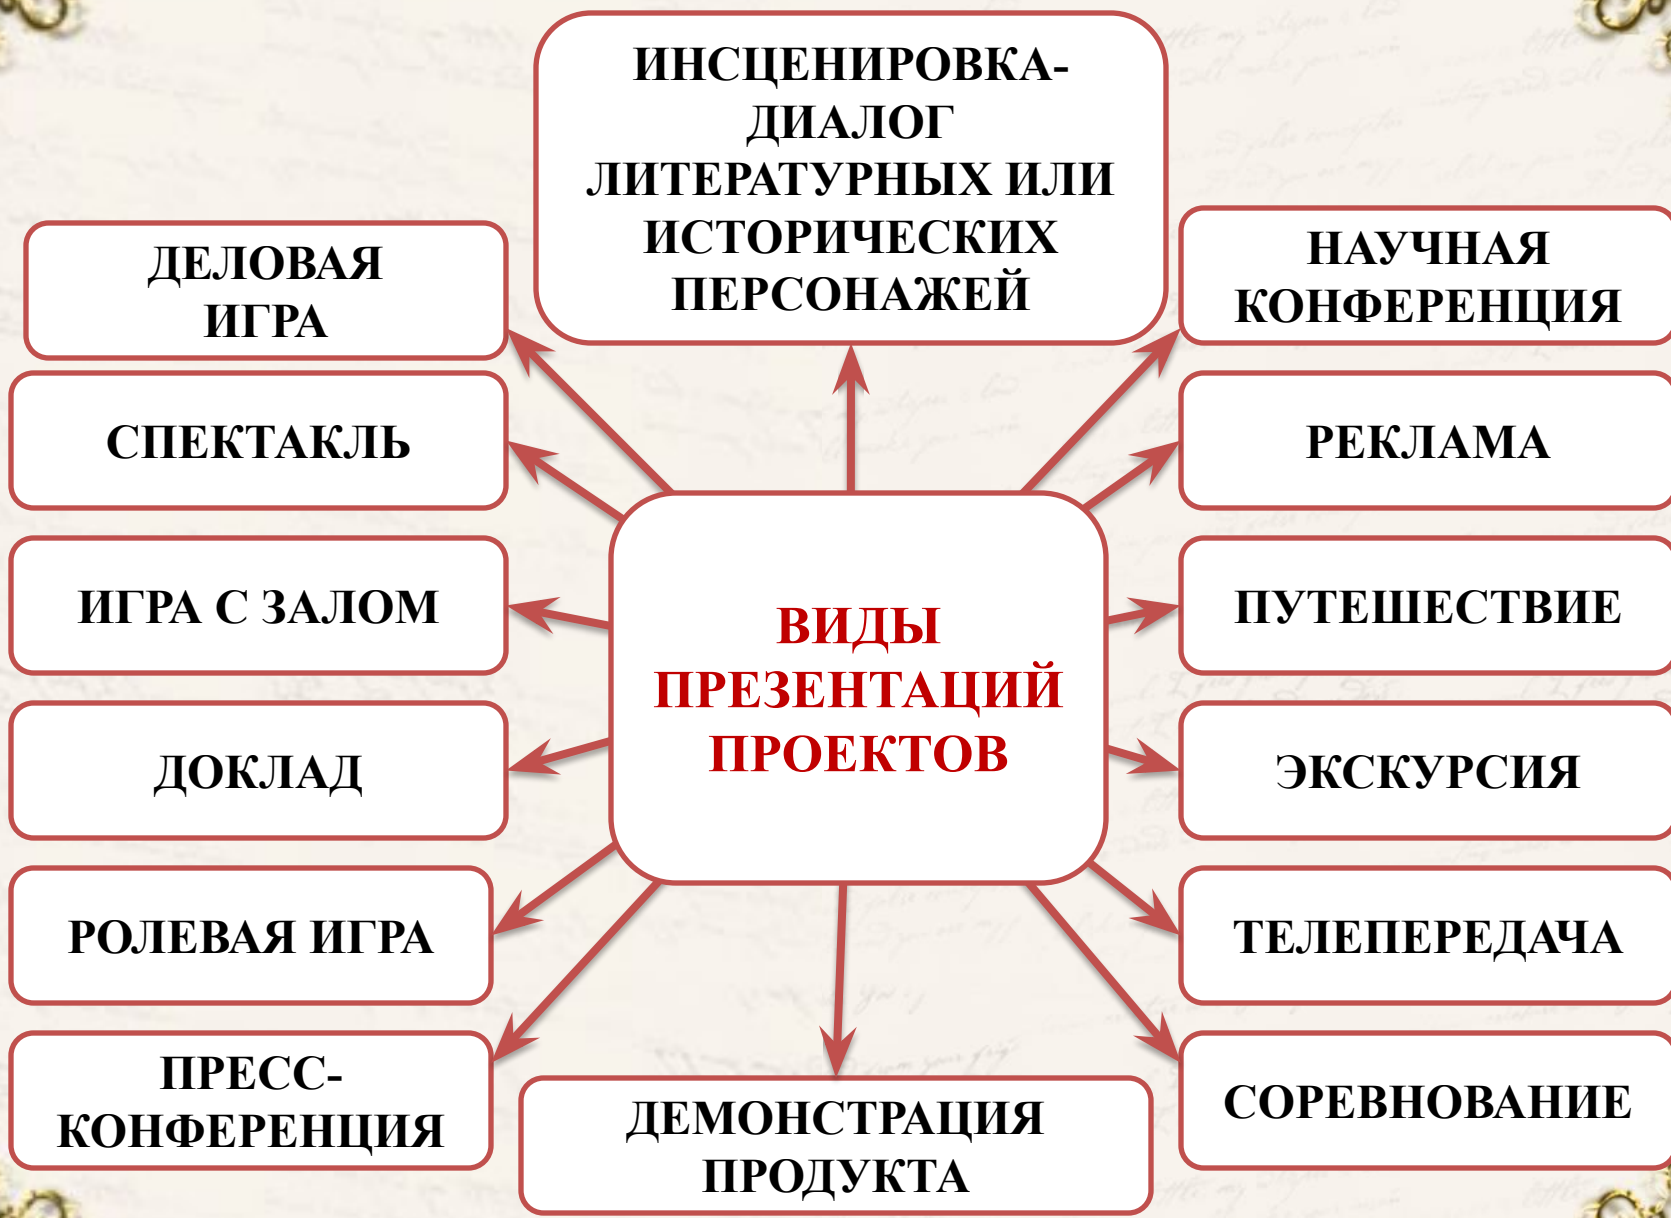 ИНСЦЕНИРОВКА-
ДИАЛОГ
ЛИТЕРАТУРНЫХ ИЛИ
ИСТОРИЧЕСКИХ
ПЕРСОНАЖЕЙ
ДЕЛОВАЯ
ИГРА
СПЕКТАКЛЬ
ИГРА С ЗАЛОМ
ДОКЛАД
РОЛЕВАЯ ИГРА
ПРЕСС-
КОНФЕРЕНЦИЯ
ВИДЫ
ПРЕЗЕНТАЦИЙ
ПРОЕКТОВ
НАУЧНАЯ
КОНФЕРЕНЦИЯ
РЕКЛАМА
ПУТЕШЕСТВИЕ
ЭКСКУРСИЯ
ТЕЛЕПЕРЕДАЧА
СОРЕВНОВАНИЕ
ДЕМОНСТРАЦИЯ
ПРОДУКТА